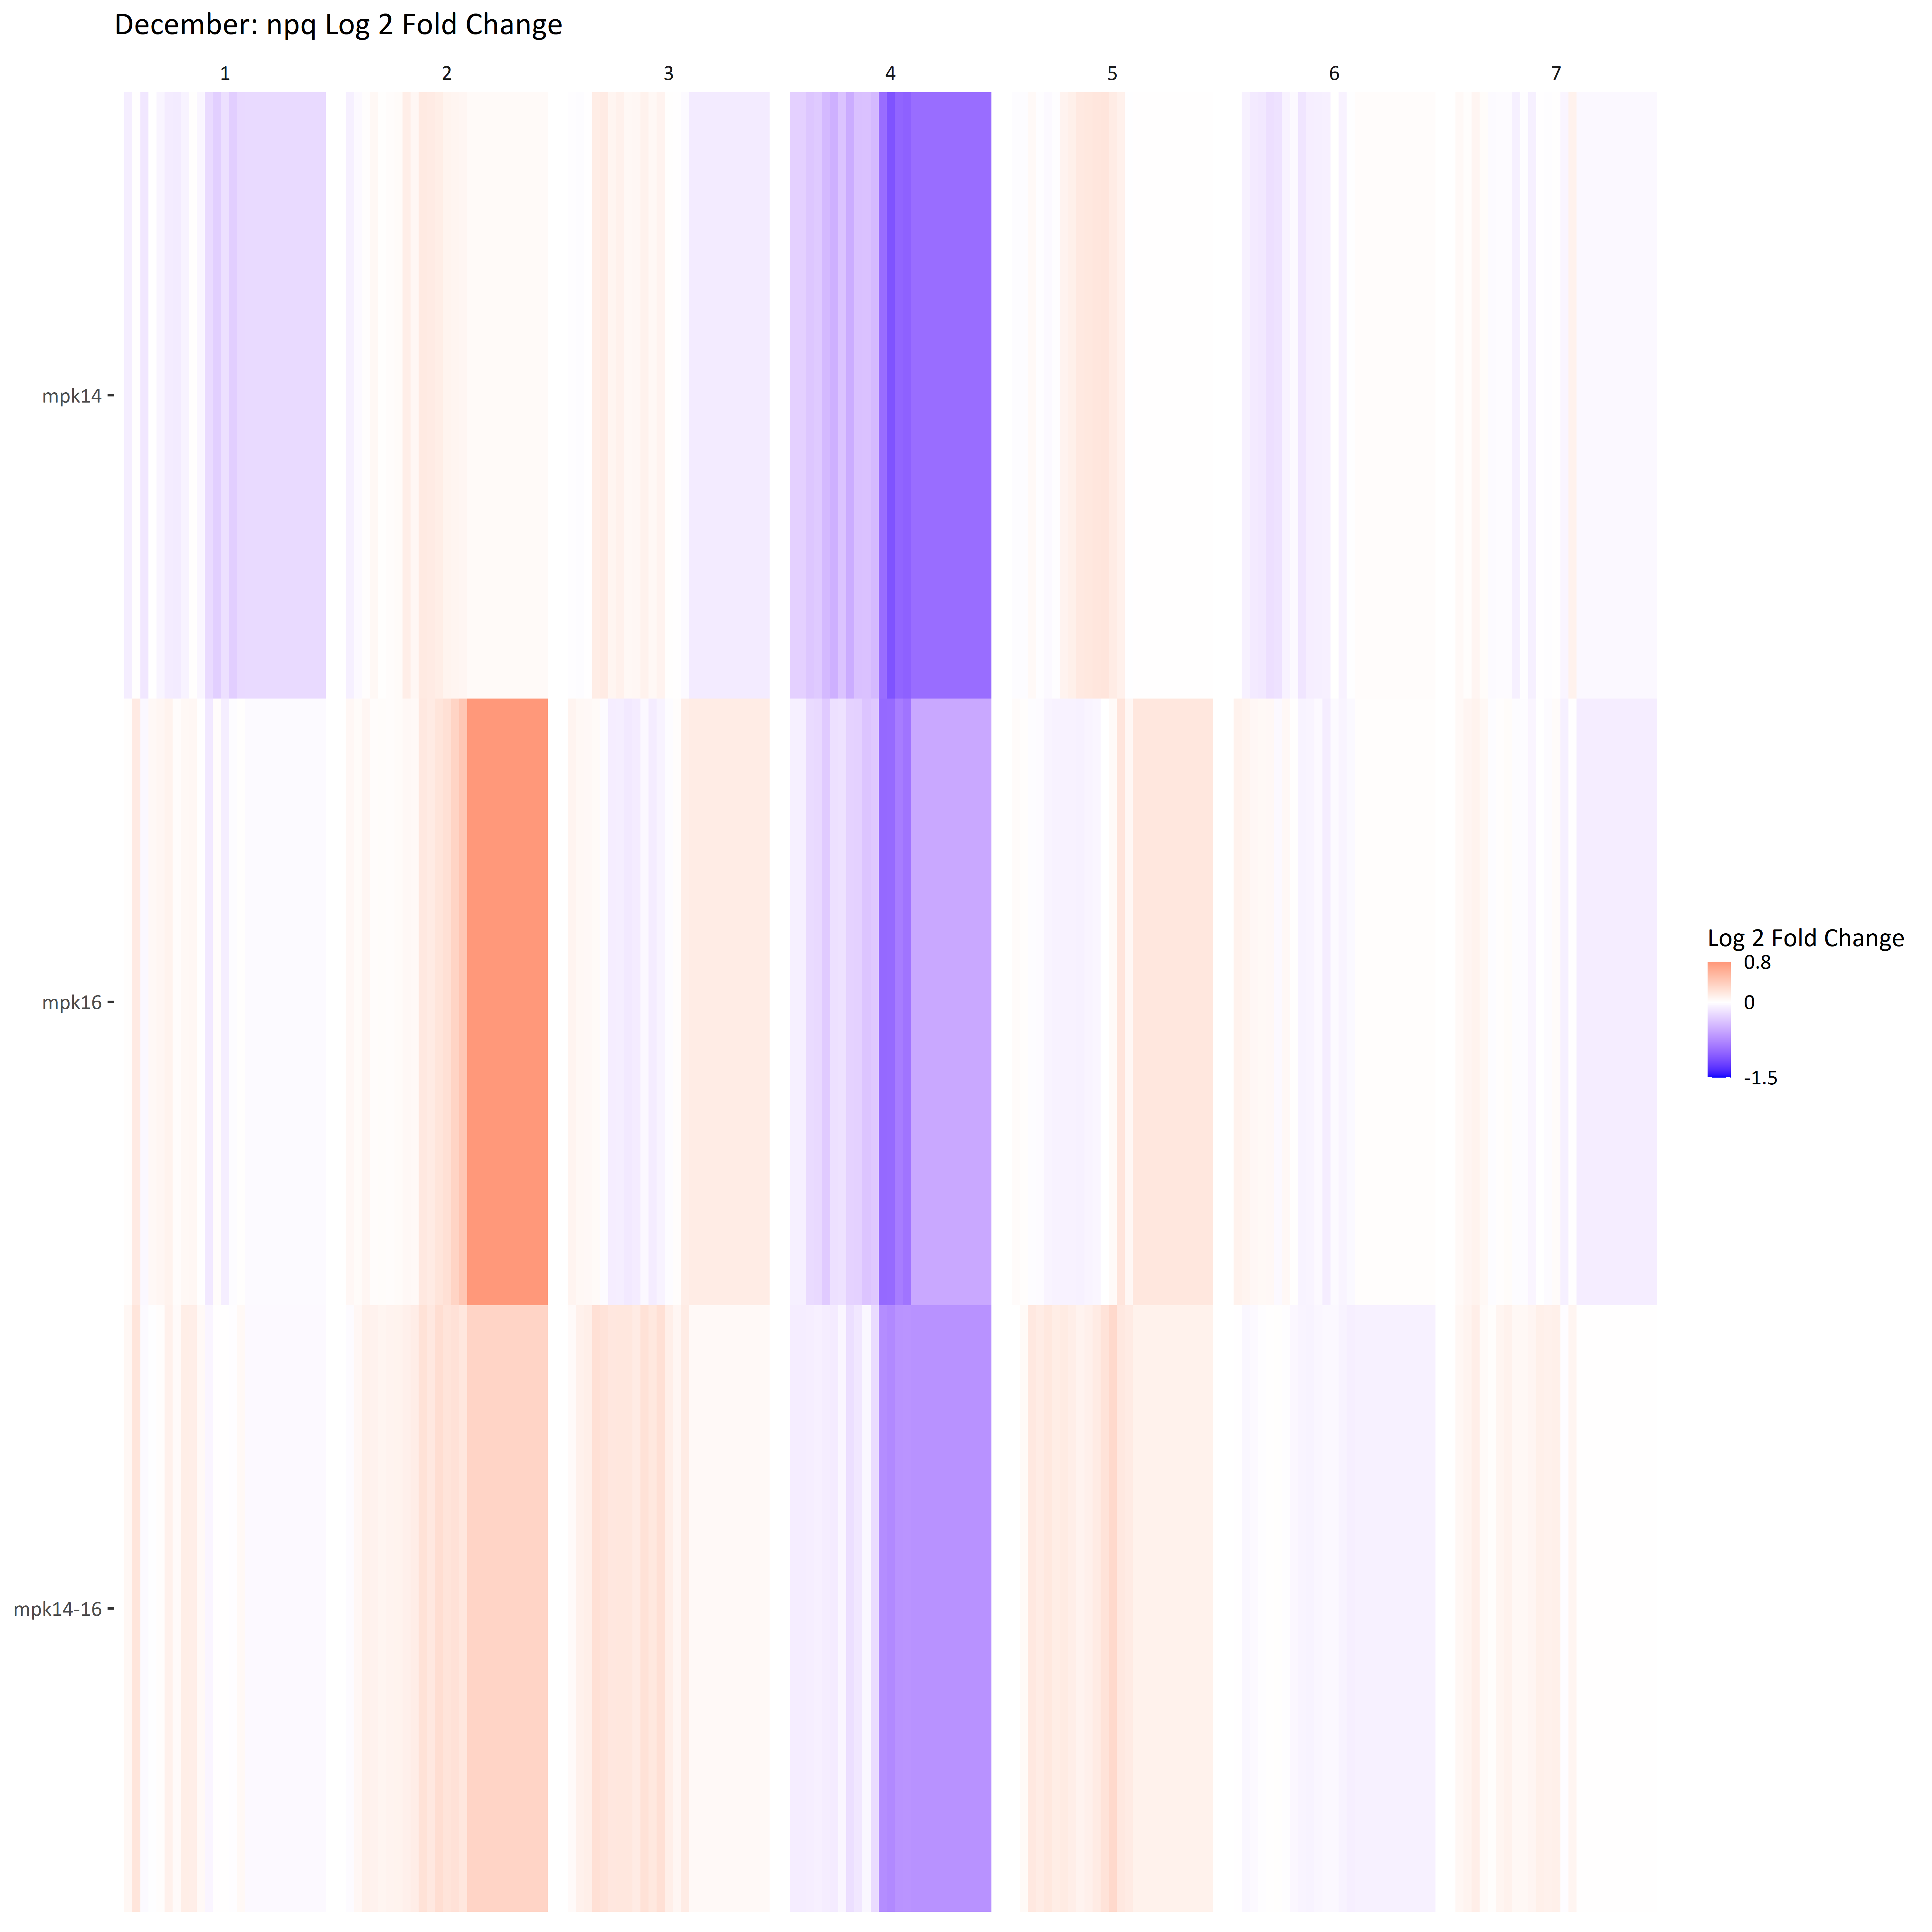 December: npq Log 2 Fold Change
1 2 3 4 5 6 7
mpk14
mpk16
mpk14-16
Log 2 Fold Change
0.8
0
-1.5